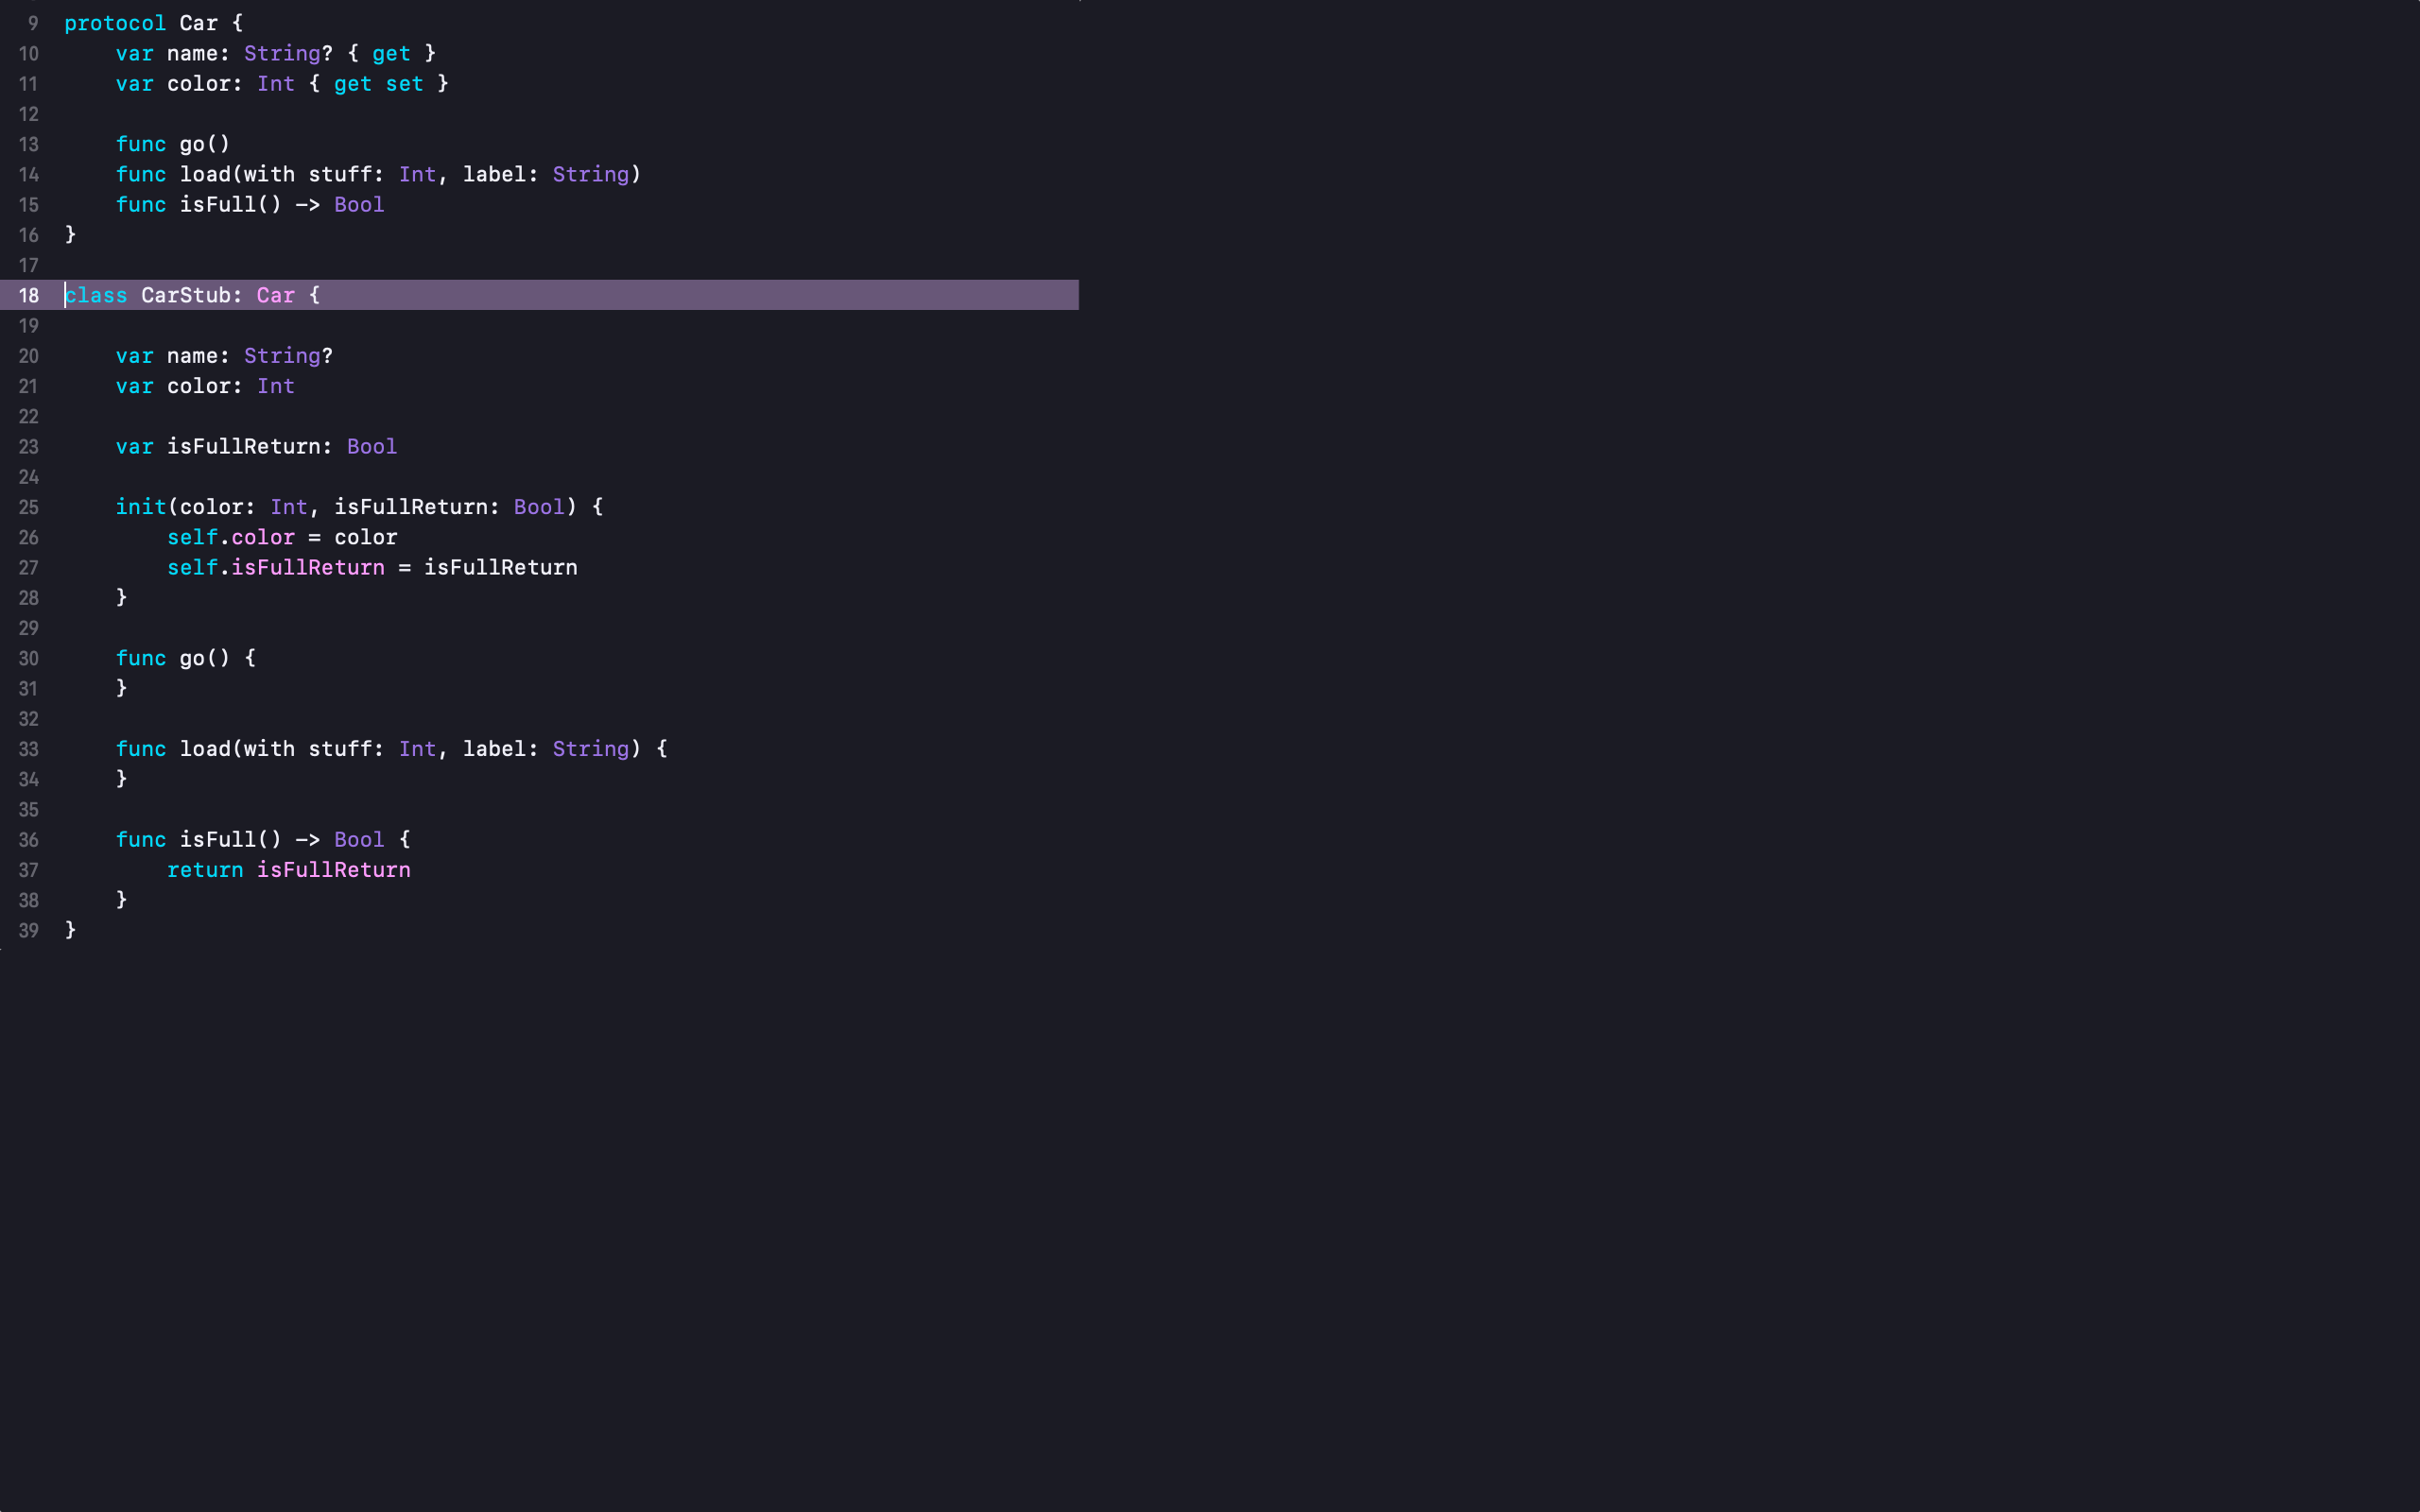 9 protocol Car {
10     var name: String? { get }
11     var color: Int { get set }
12
13     func go()
14     func load(with stuff: Int, label: String)
15     func isFull() -> Bool
16 }
17
18 class CarStub: Car {
19
20     var name: String?
21     var color: Int
22
23     var isFullReturn: Bool
24
25     init(color: Int, isFullReturn: Bool) {
26         self.color = color
27         self.isFullReturn = isFullReturn
28     }
29
30     func go() {
31     }
32
33     func load(with stuff: Int, label: String) {
34     }
35
36     func isFull() -> Bool {
37         return isFullReturn
38     }
39 }